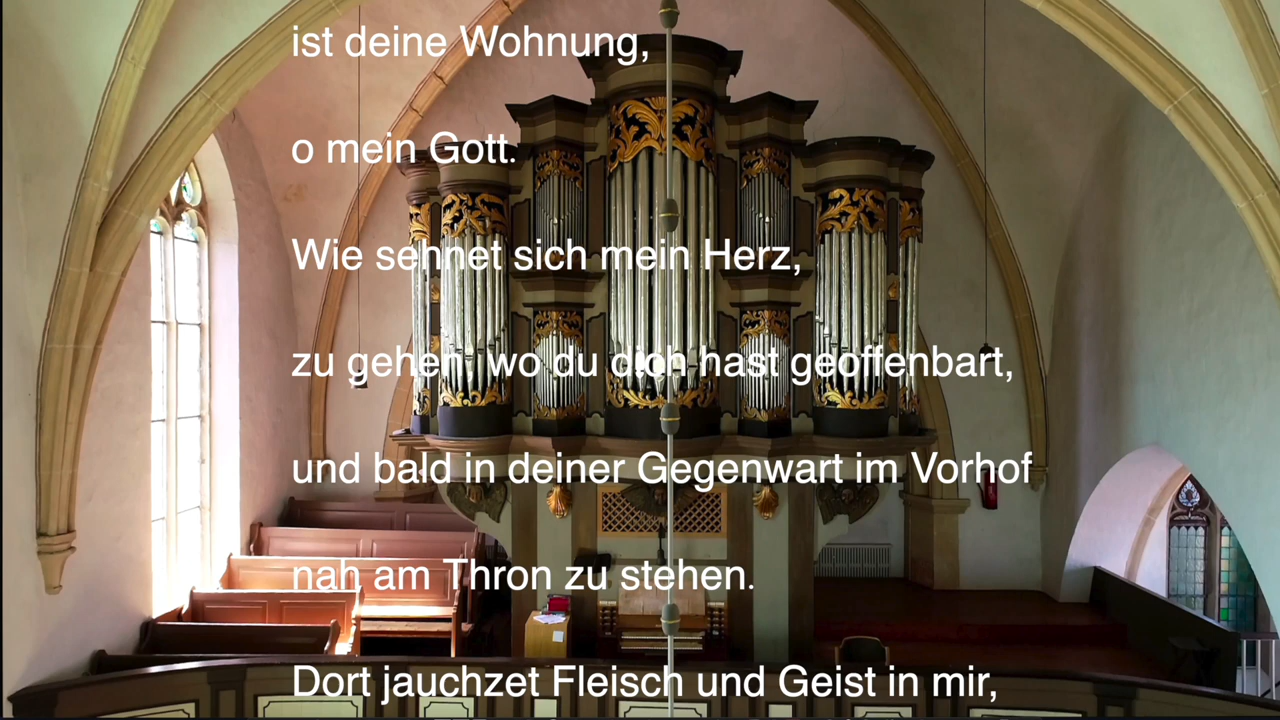 ist deine Wohnung,
o mein Gott.
Wie sehnet sich mein Herz,
zu gehen, wo du dich hast geoffenbart,
und bald in deiner Gegenwart im Vorhof
nah am Thron zu stehen.
Dort jauchzet Fleisch und Geist in mir,